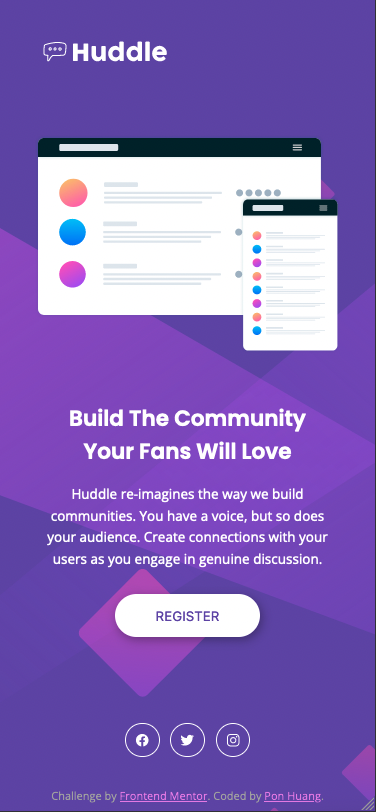 Huddle
Build The Community
Your Fans Will Love
Huddle re-imagines the way we build
communities. You have a voice, but so does
your audience. Create connections with your
users as you engage in genuine discussion.
REGISTER
Challenge by Frontend Mentor. Coded by Pon Huang.